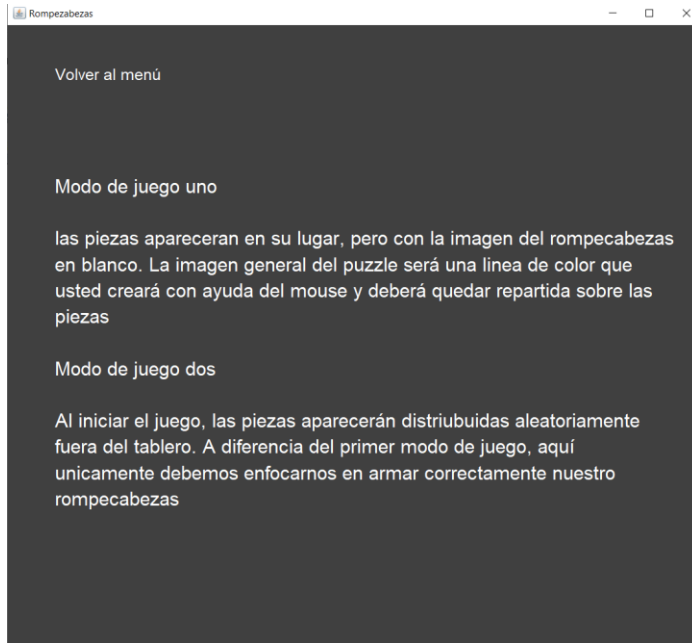 Rompezabezas
Volver al menú
Modo de juego uno
las piezas apareceran en su lugar, pero con la imagen del rompecabezas
en blanco. La imagen general del puzzle será una linea de color que
usted creará con ayuda del mouse y deberá quedar repartida sobre las
piezas
Modo de juego dos
Al iniciar el juego, las piezas aparecerán distriubuidas aleatoriamente
fuera del tablero. A diferencia del primer modo de juego, aquí
unicamente debemos enfocarnos en armar correctamente nuestro
rompecabezas